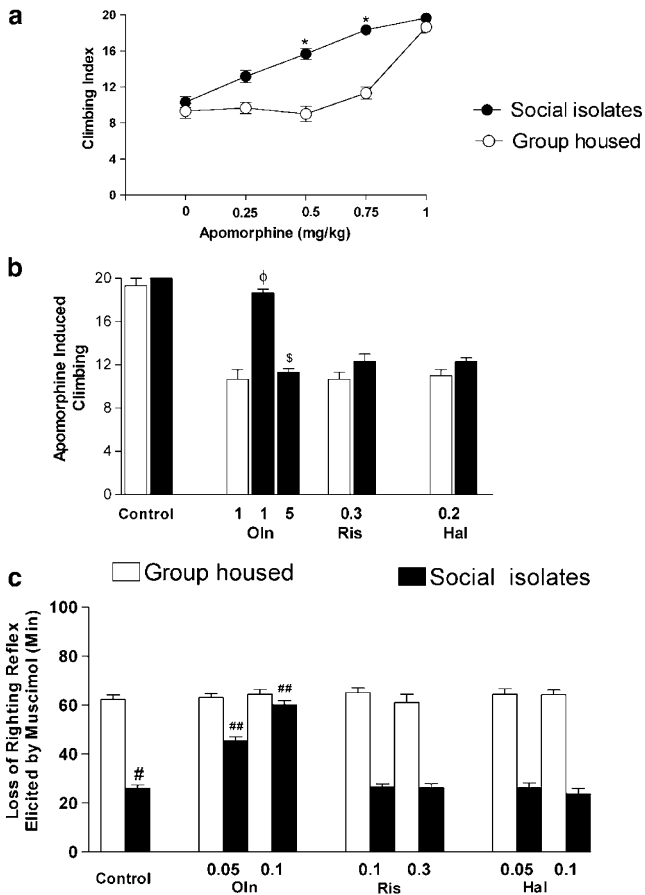 a
20
16
12
8
4
0
Climbing Index
* *
0 0.25 0.5 0.75 1
Apomorphine (mg/kg)
Social isolates
Group housed
b
20
16
12
8
4
0
Apomorphine Induced
Climbing
ϕ
$
1 1 5 0.3 0.2
Control Oln Ris Hal
c
Group housed Social isolates
100
80
60
40
20
0
Loss of Righting Reflex
Elicited by Muscimol (Min)
# ## ##
0.05 0.1 0.1 0.3 0.05 0.1
Control Oln Ris Hal